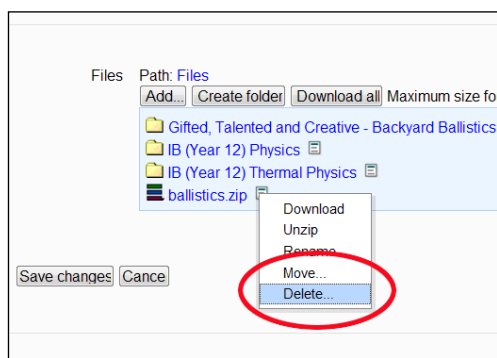 Files Path: Files
Add... Create folder Download all Maximum size fo
Gifted, Talented and Creative - Backyard Ballistics
IB (Year 12) Physics
IB (Year 12) Thermal Physics
ballistics.zip
Download
Unzip
Rename...
Move...
Delete...
Save changes Cance